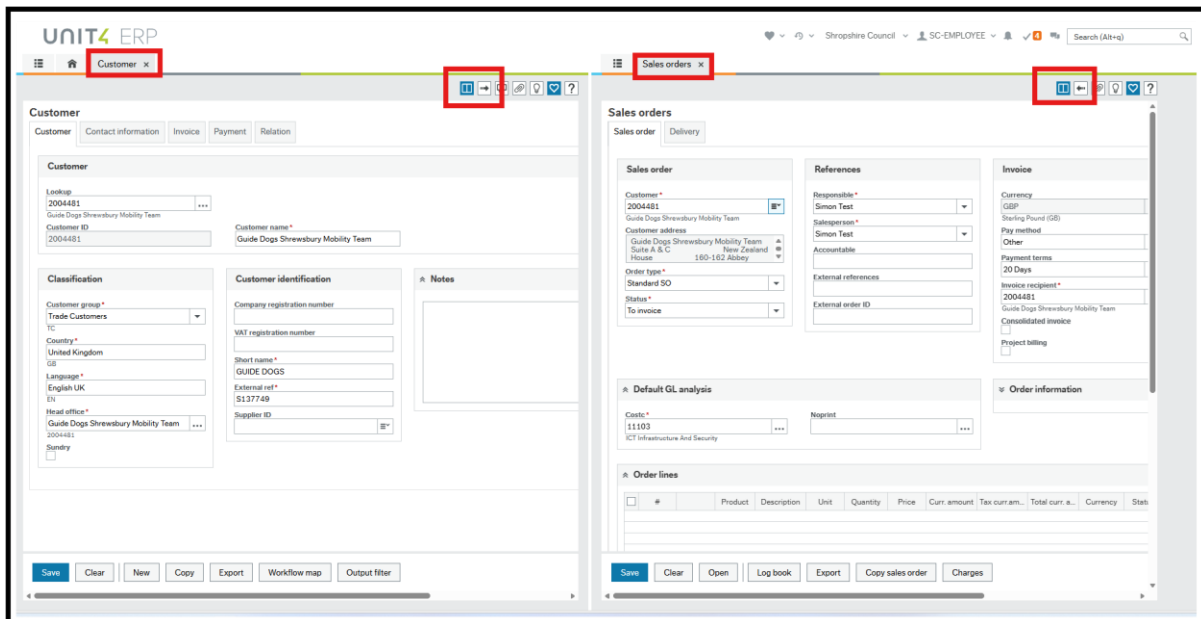 UNIT4 ERP
Shropshire Council
SC-EMPLOYEE
4
Search (Alt+q)
Customer ×
?
Customer
Customer Contact information Invoice Payment Relation
Customer
Lookup
2004481 ...
Guide Dogs Shrewsbury Mobility Team
Customer ID Customer name*
2004481 Guide Dogs Shrewsbury Mobility Team
Classification
Customer group*
Trade Customers
TC
Country*
United Kingdom
GB
Language*
English UK
EN
Head office*
Guide Dogs Shrewsbury Mobility Team ...
2004481
Sundry
Customer identification
Company registration number
VAT registration number
Short name*
GUIDE DOGS
External ref*
S137749
Supplier ID
Notes
Save Clear New Copy Export Workflow map Output filter
Sales orders ×
?
Sales orders
Sales order Delivery
Sales order
Customer*
2004481
Guide Dogs Shrewsbury Mobility Team
Customer address
Guide Dogs Shrewsbury Mobility Team
Suite A & C New Zealand
House 160-162 Abbey
Order type*
Standard SO
Status*
To invoice
References
Responsible*
Simon Test
Salesperson*
Simon Test
Accountable
External references
External order ID
Invoice
Currency
GBP
Sterling Pound (GB)
Pay method
Other
Payment terms
20 Days
Invoice recipient*
2004481
Guide Dogs Shrewsbury Mobility Team
Consolidated invoice
Project billing
Default GL analysis
Costc* Noprint
11103 ... ...
ICT Infrastructure And Security
Order information
Order lines
# Product Description Unit Quantity Price Curr. amount Tax curr.am... Total curr. a... Currency Stat
Save Clear Open Log book Export Copy sales order Charges